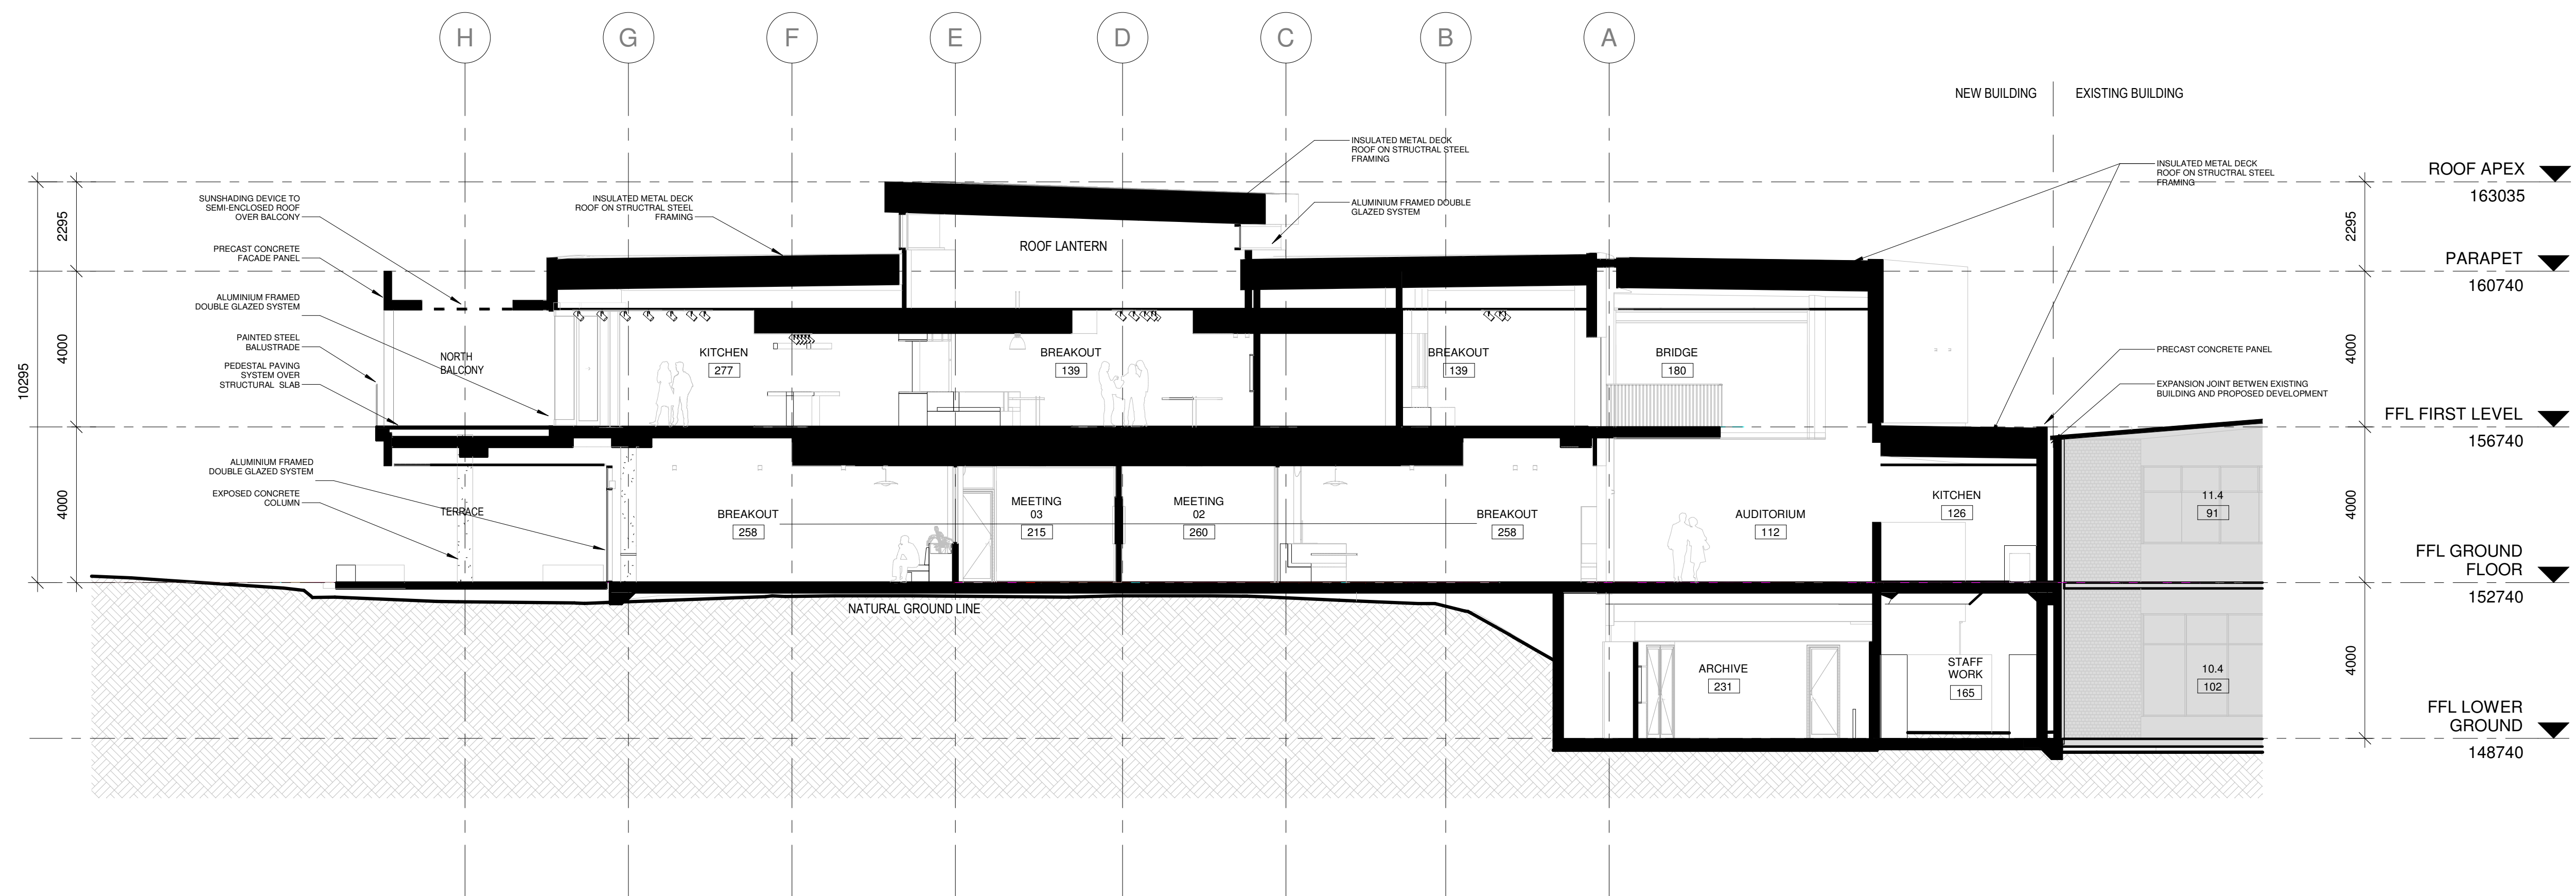 H
G
F
E
D
C
B
A
NEW BUILDING
EXISTING BUILDING
INSULATED METAL DECK
ROOF ON STRUCTRAL STEEL
FRAMING
INSULATED METAL DECK
ROOF ON STRUCTRAL STEEL
FRAMING
ROOF APEX
163035
SUNSHADING DEVICE TO
SEMI-ENCLOSED ROOF
OVER BALCONY
INSULATED METAL DECK
ROOF ON STRUCTRAL STEEL
FRAMING
ALUMINIUM FRAMED DOUBLE
GLAZED SYSTEM
2295
2295
ROOF LANTERN
PRECAST CONCRETE
FACADE PANEL
PARAPET
160740
ALUMINIUM FRAMED
DOUBLE GLAZED SYSTEM
PAINTED STEEL
BALUSTRADE
PEDESTAL PAVING
SYSTEM OVER
STRUCTURAL SLAB
10295
4000
NORTH
BALCONY
KITCHEN
277
BREAKOUT
139
BREAKOUT
139
BRIDGE
180
PRECAST CONCRETE PANEL
4000
EXPANSION JOINT BETWEN EXISTING
BUILDING AND PROPOSED DEVELOPMENT
FFL FIRST LEVEL
156740
ALUMINIUM FRAMED
DOUBLE GLAZED SYSTEM
EXPOSED CONCRETE
COLUMN
4000
TERRACE
BREAKOUT
258
MEETING
03
215
MEETING
02
260
BREAKOUT
258
AUDITORIUM
112
KITCHEN
126
11.4
91
4000
FFL GROUND
FLOOR
152740
NATURAL GROUND LINE
ARCHIVE
231
STAFF
WORK
165
10.4
102
4000
FFL LOWER
GROUND
148740